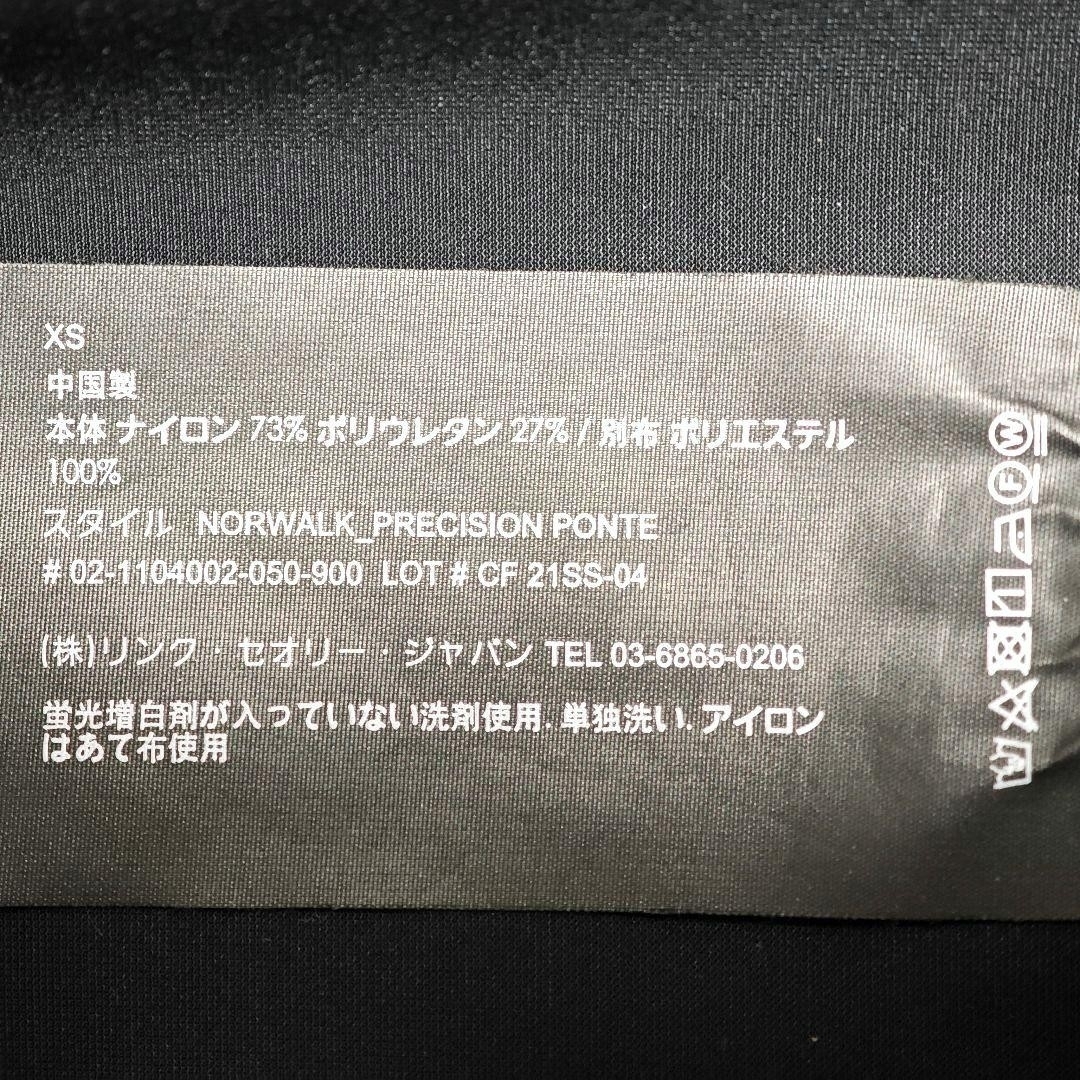 XS
中国製
本体 ナイロン 73% ポリウレタン 27% / 別布 ポリエステル
100%
スタイル NORWALK_PRECISION PONTE
# 02-1104002-050-900 LOT # CF 21SS-04
(株)リンク・セオリー・ジャパン TEL 03-6865-0206
蛍光増白剤が入っていない洗剤使用. 単独洗い. アイロン
はあて布使用
W
F